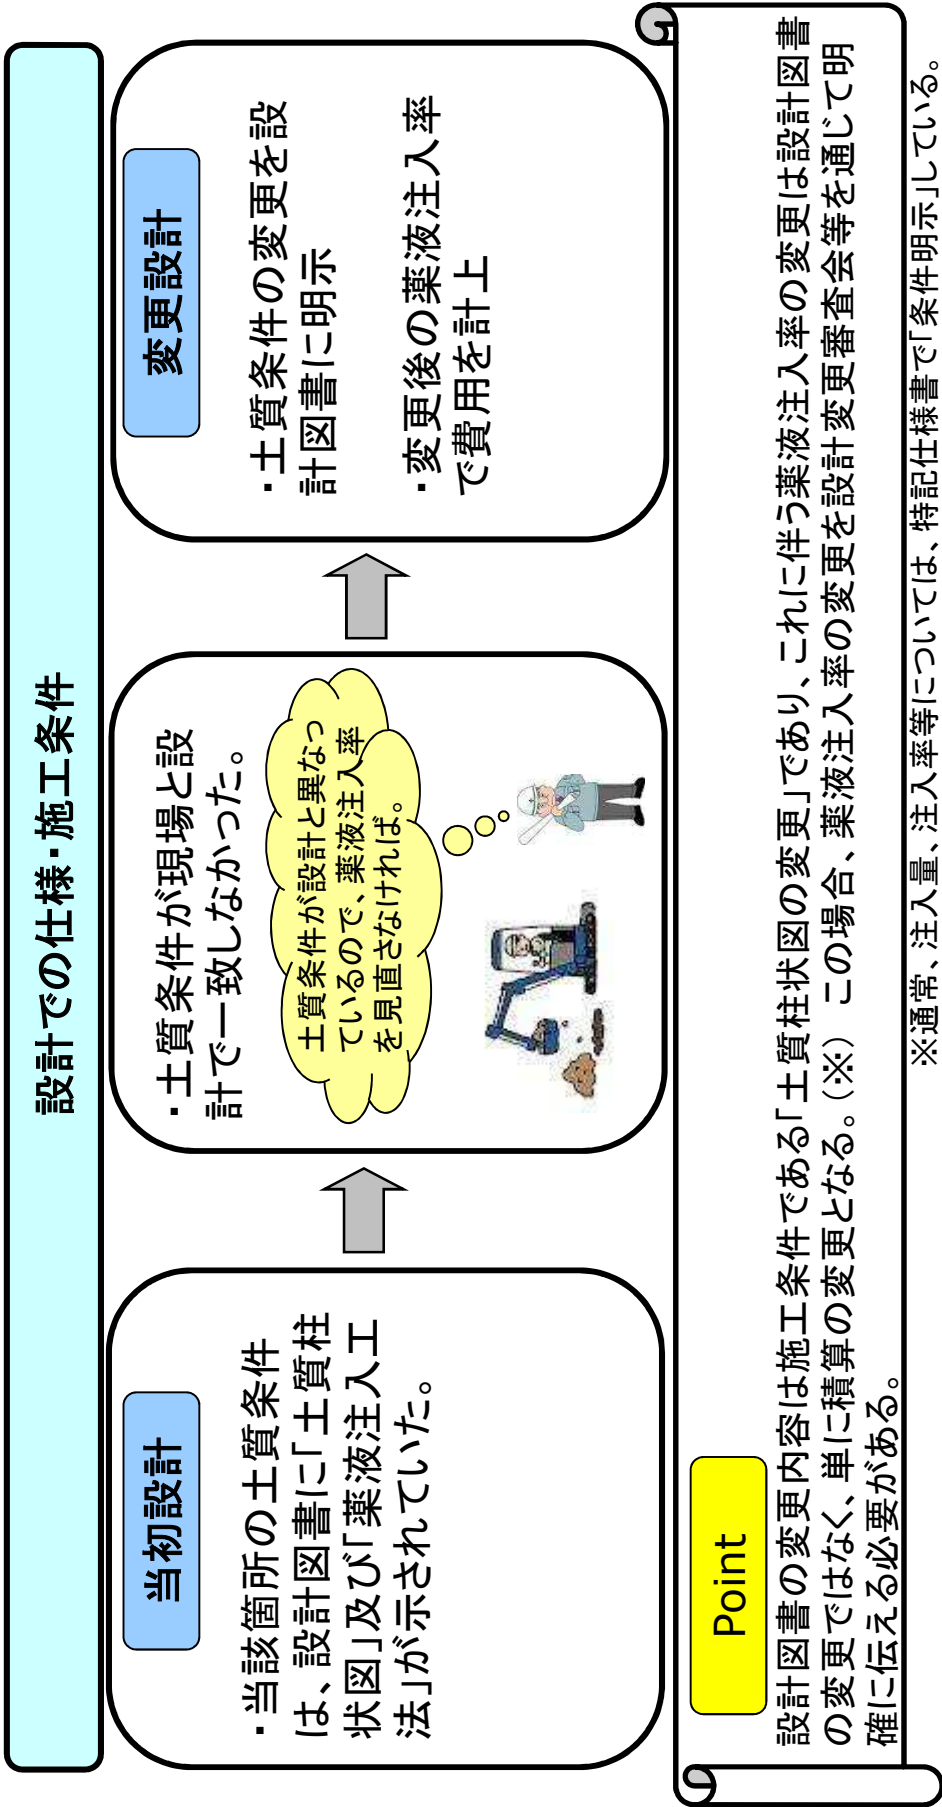 設計での仕様・施工条件
当初設計
・当該箇所の土質条件
は、設計図書に「土質柱
状図」及び「薬液注入工
法」が示されていた。
・土質条件が現場と設
計で一致しなかった。
土質条件が設計と異なっ
ているので、薬液注入率
を見直さなければ。
変更設計
・土質条件の変更を設
計図書に明示
・変更後の薬液注入率
で費用を計上
Point
設計図書の変更内容は施工条件である「土質柱状図の変更」であり、これに伴う薬液注入率の変更は設計図書
の変更ではなく、単に積算の変更となる。（※） この場合、薬液注入率の変更を設計変更審査会等を通じて明
確に伝える必要がある。
※通常、注入量、注入率等については、特記仕様書で「条件明示」している。